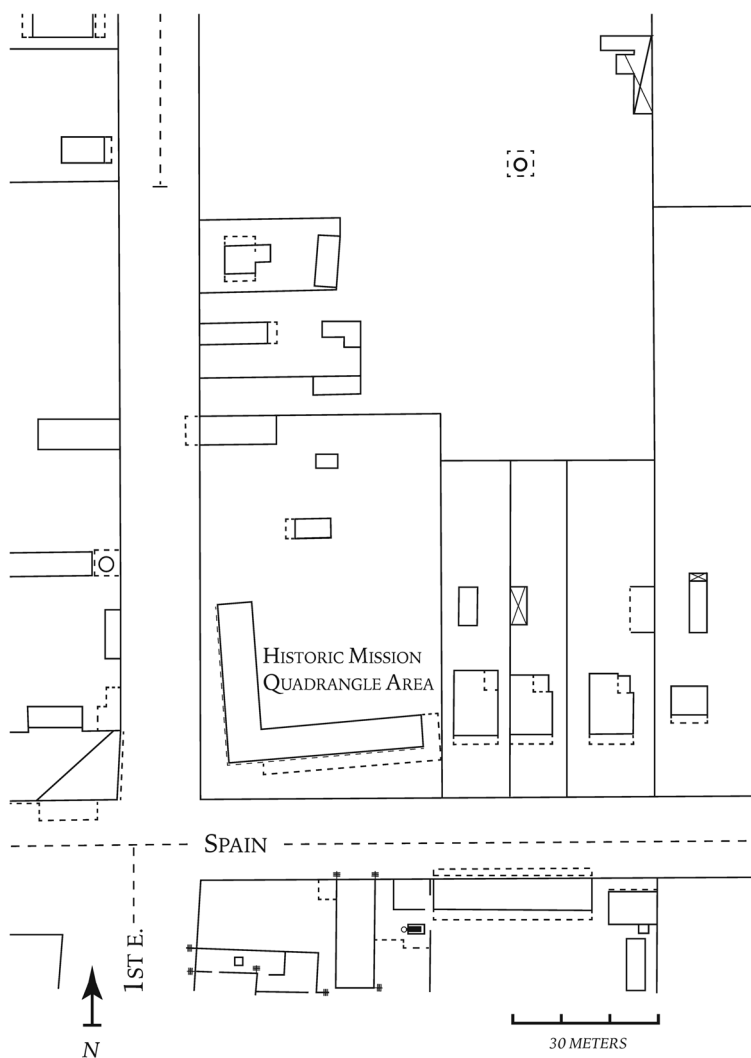 HISTORIC MISSION
QUADRANGLE AREA
SPAIN
1ST E.
N
30 METERS